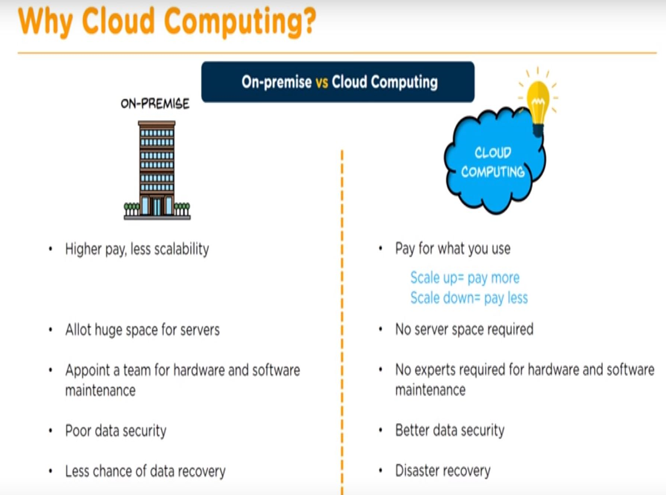 Why Cloud Computing?
On-premise vs Cloud Computing
ON-PREMISE
CLOUD
COMPUTING
• Higher pay, less scalability
• Pay for what you use
Scale up= pay more
Scale down= pay less
• Allot huge space for servers
• No server space required
• Appoint a team for hardware and software
maintenance
• No experts required for hardware and software
maintenance
• Poor data security
• Better data security
• Less chance of data recovery
• Disaster recovery